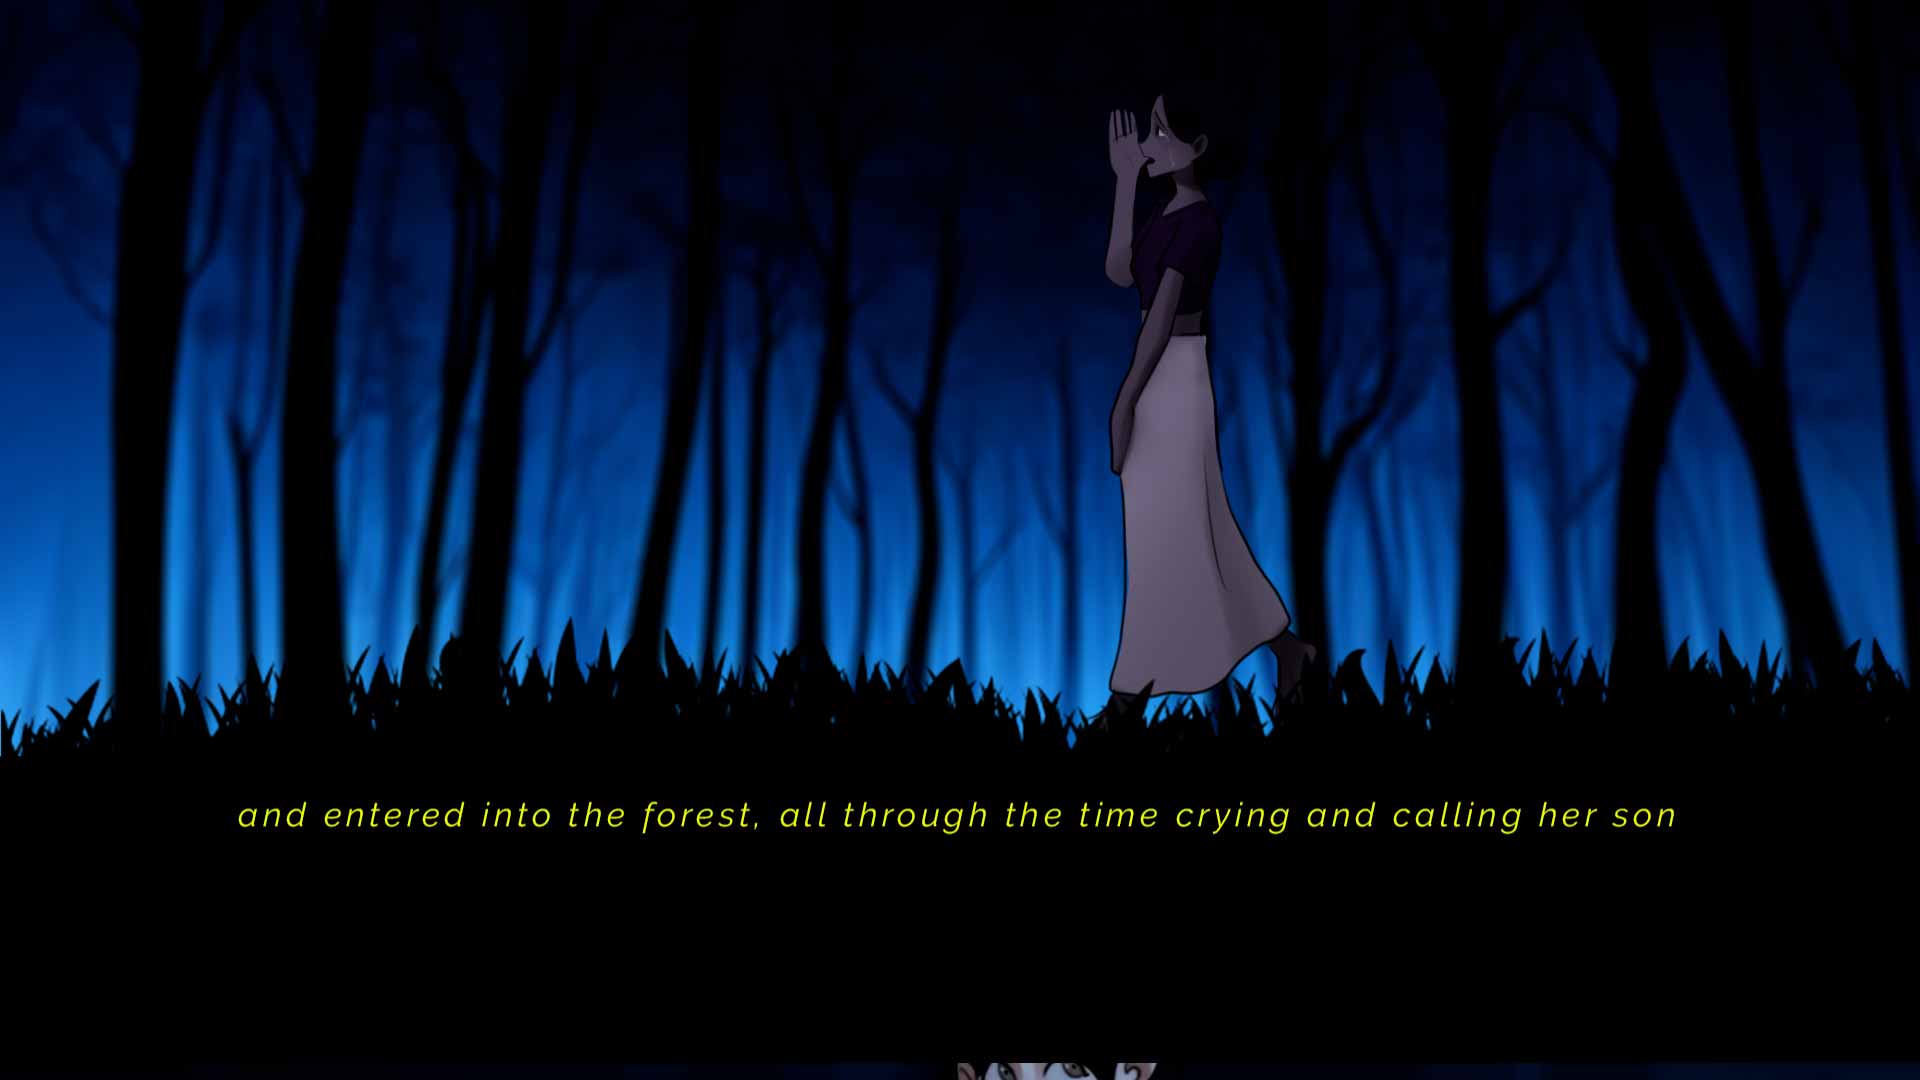 and entered into the forest, all through the time crying and calling her son